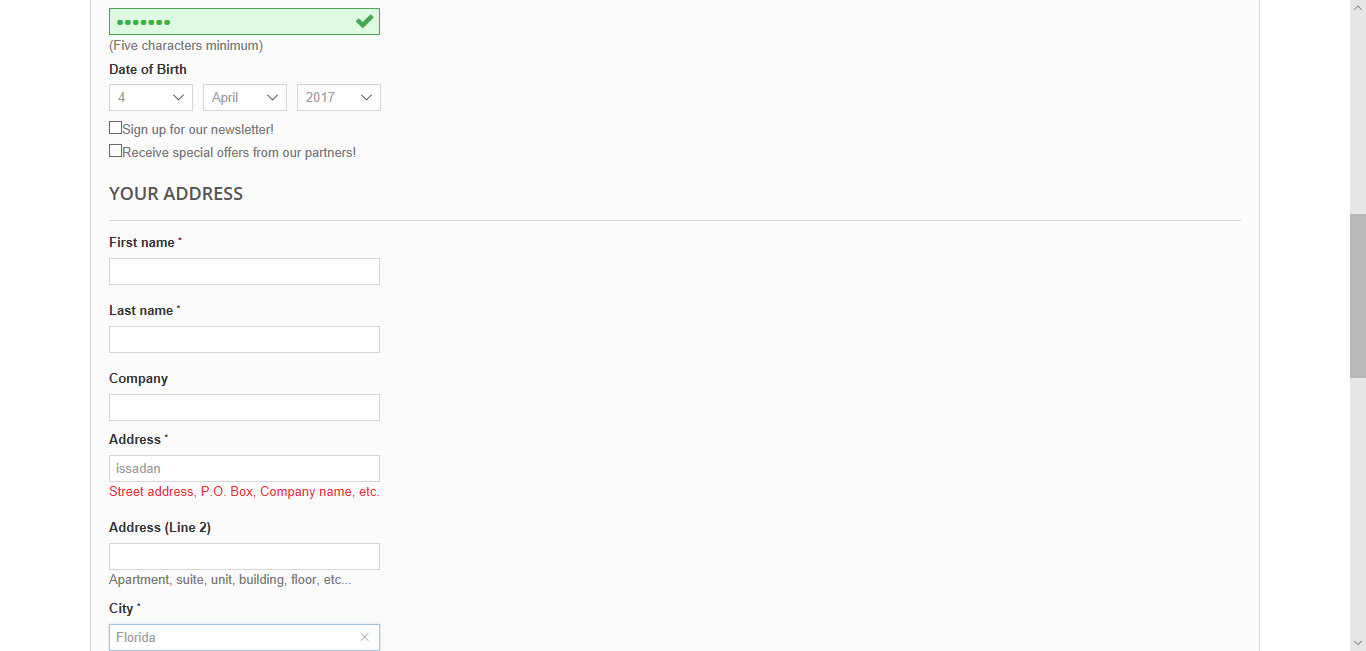 •••••••
(Five characters minimum)
Date of Birth
4 April 2017
Sign up for our newsletter!
Receive special offers from our partners!
YOUR ADDRESS
First name *
Last name *
Company
Address *
issadan
Street address, P.O. Box, Company name, etc.
Address (Line 2)
Apartment, suite, unit, building, floor, etc...
City *
Florida